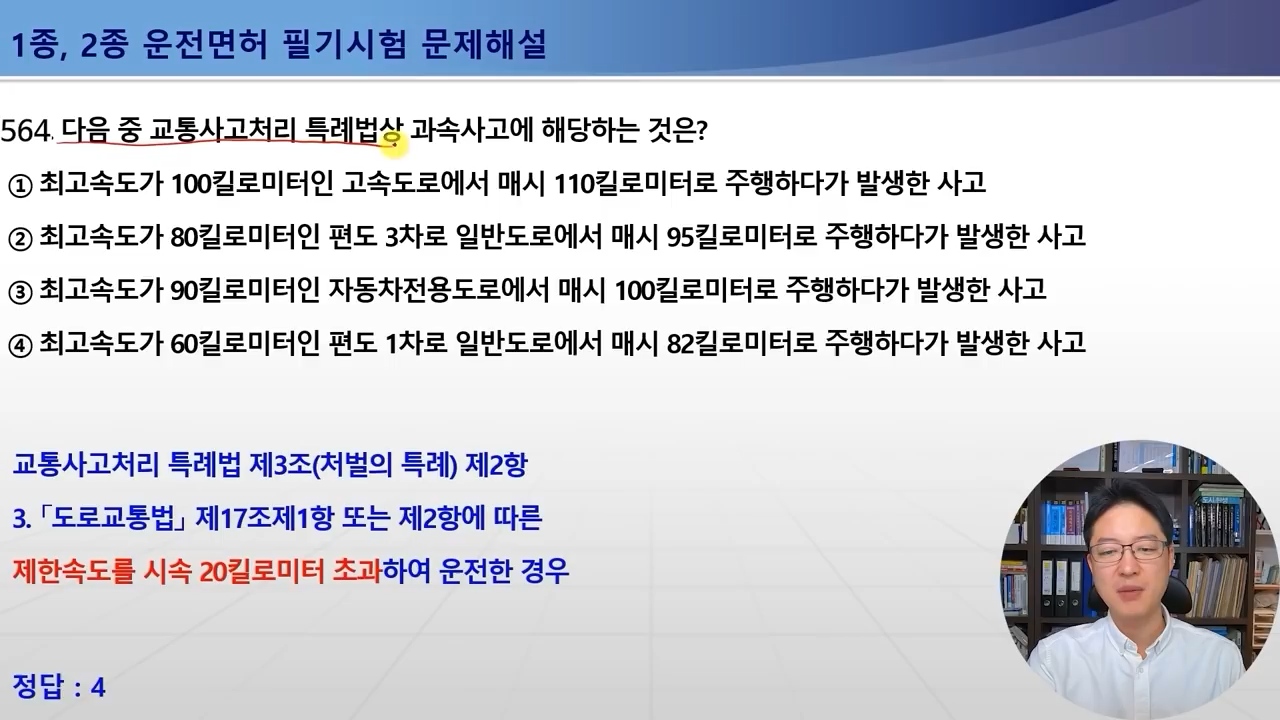 1종, 2종 운전면허 필기시험 문제해설
564. 다음 중 교통사고처리 특례법상 과속사고에 해당하는 것은?
① 최고속도가 100킬로미터인 고속도로에서 매시 110킬로미터로 주행하다가 발생한 사고
② 최고속도가 80킬로미터인 편도 3차로 일반도로에서 매시 95킬로미터로 주행하다가 발생한 사고
③ 최고속도가 90킬로미터인 자동차전용도로에서 매시 100킬로미터로 주행하다가 발생한 사고
④ 최고속도가 60킬로미터인 편도 1차로 일반도로에서 매시 82킬로미터로 주행하다가 발생한 사고
교통사고처리 특례법 제3조(처벌의 특례) 제2항
3. 「도로교통법」 제17조제1항 또는 제2항에 따른
제한속도를 시속 20킬로미터 초과하여 운전한 경우
정답 : 4